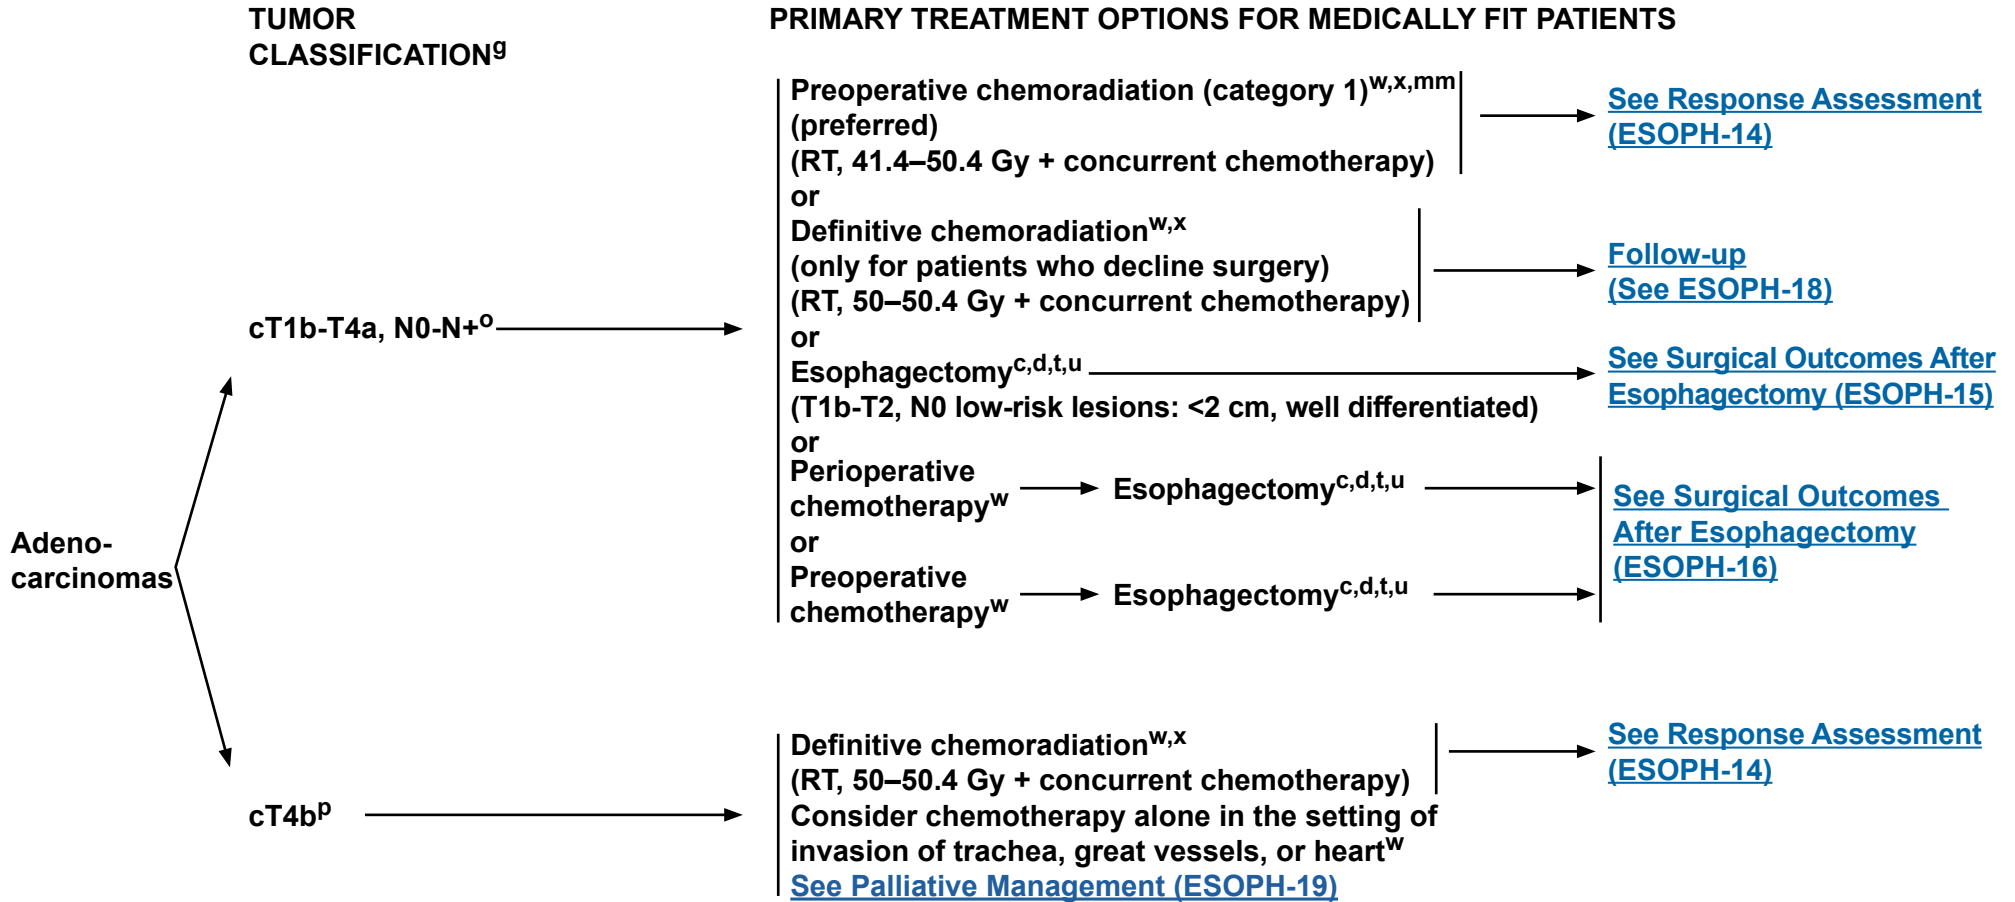 TUMOR
CLASSIFICATIONg
PRIMARY TREATMENT OPTIONS FOR MEDICALLY FIT PATIENTS
Adeno-
carcinomas
cT1b-T4a, N0-N+o
Preoperative chemoradiation (category 1)w,x,mm
(preferred)
(RT, 41.4–50.4 Gy + concurrent chemotherapy)
See Response Assessment
(ESOPH-14)
or
Definitive chemoradiationw,x
(only for patients who decline surgery)
(RT, 50–50.4 Gy + concurrent chemotherapy)
Follow-up
(See ESOPH-18)
or
Esophagectomyc,d,t,u
(T1b-T2, N0 low-risk lesions: <2 cm, well differentiated)
See Surgical Outcomes After
Esophagectomy (ESOPH-15)
or
Perioperative
chemotherapyw
Esophagectomyc,d,t,u
or
Preoperative
chemotherapyw
Esophagectomyc,d,t,u
See Surgical Outcomes
After Esophagectomy
(ESOPH-16)
cT4bp
Definitive chemoradiationw,x
(RT, 50–50.4 Gy + concurrent chemotherapy)
See Response Assessment
(ESOPH-14)
Consider chemotherapy alone in the setting of
invasion of trachea, great vessels, or heartw
See Palliative Management (ESOPH-19)